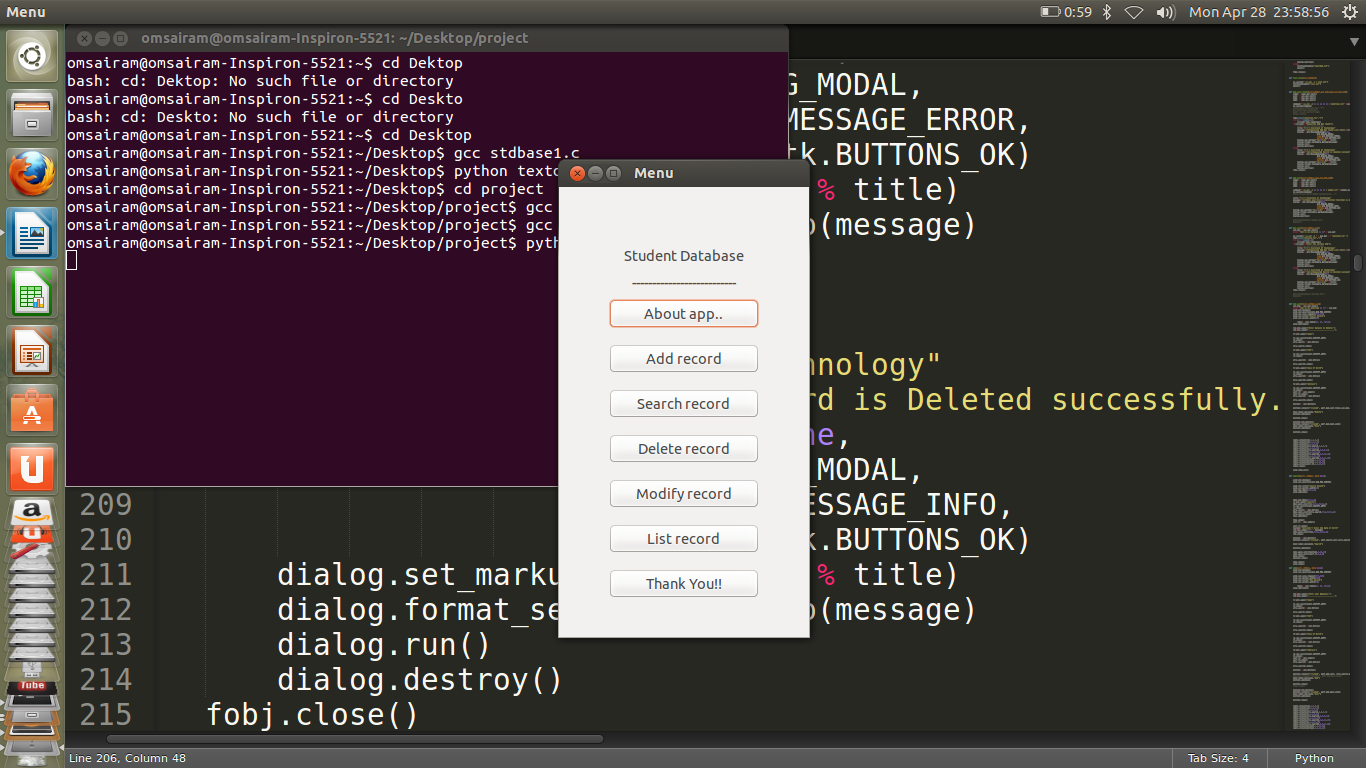 Menu
0:59
Mon Apr 28 23:58:56
omsairam@omsairam-Inspiron-5521: ~/Desktop/project
omsairam@omsairam-Inspiron-5521:~$ cd Dektop
bash: cd: Dektop: No such file or directory
omsairam@omsairam-Inspiron-5521:~$ cd Deskto
bash: cd: Deskto: No such file or directory
omsairam@omsairam-Inspiron-5521:~$ cd Desktop
omsairam@omsairam-Inspiron-5521:~/Desktop$ gcc stdbase1.c
omsairam@omsairam-Inspiron-5521:~/Desktop$ python
omsairam@omsairam-Inspiron-5521:~/Desktop$ cd project
omsairam@omsairam-Inspiron-5521:~/Desktop/project$ gcc
omsairam@omsairam-Inspiron-5521:~/Desktop/project$ gcc
omsairam@omsairam-Inspiron-5521:~/Desktop/project$ pyth
G_MODAL,
MESSAGE_ERROR,
tk.BUTTONS_OK)
% title)
p(message)
Menu
Student Database
--------------------------
About app..
Add record
Search record
Delete record
Modify record
List record
Thank You!!
hnology"
rd is Deleted successfully.
ne,
_MODAL,
209 ESSAGE_INFO,
210 k.BUTTONS_OK)
211 dialog.set_marku % title)
212 dialog.format_se p(message)
213 dialog.run()
214 dialog.destroy()
215 fobj.close()
Tube
Line 206, Column 48
Tab Size: 4
Python